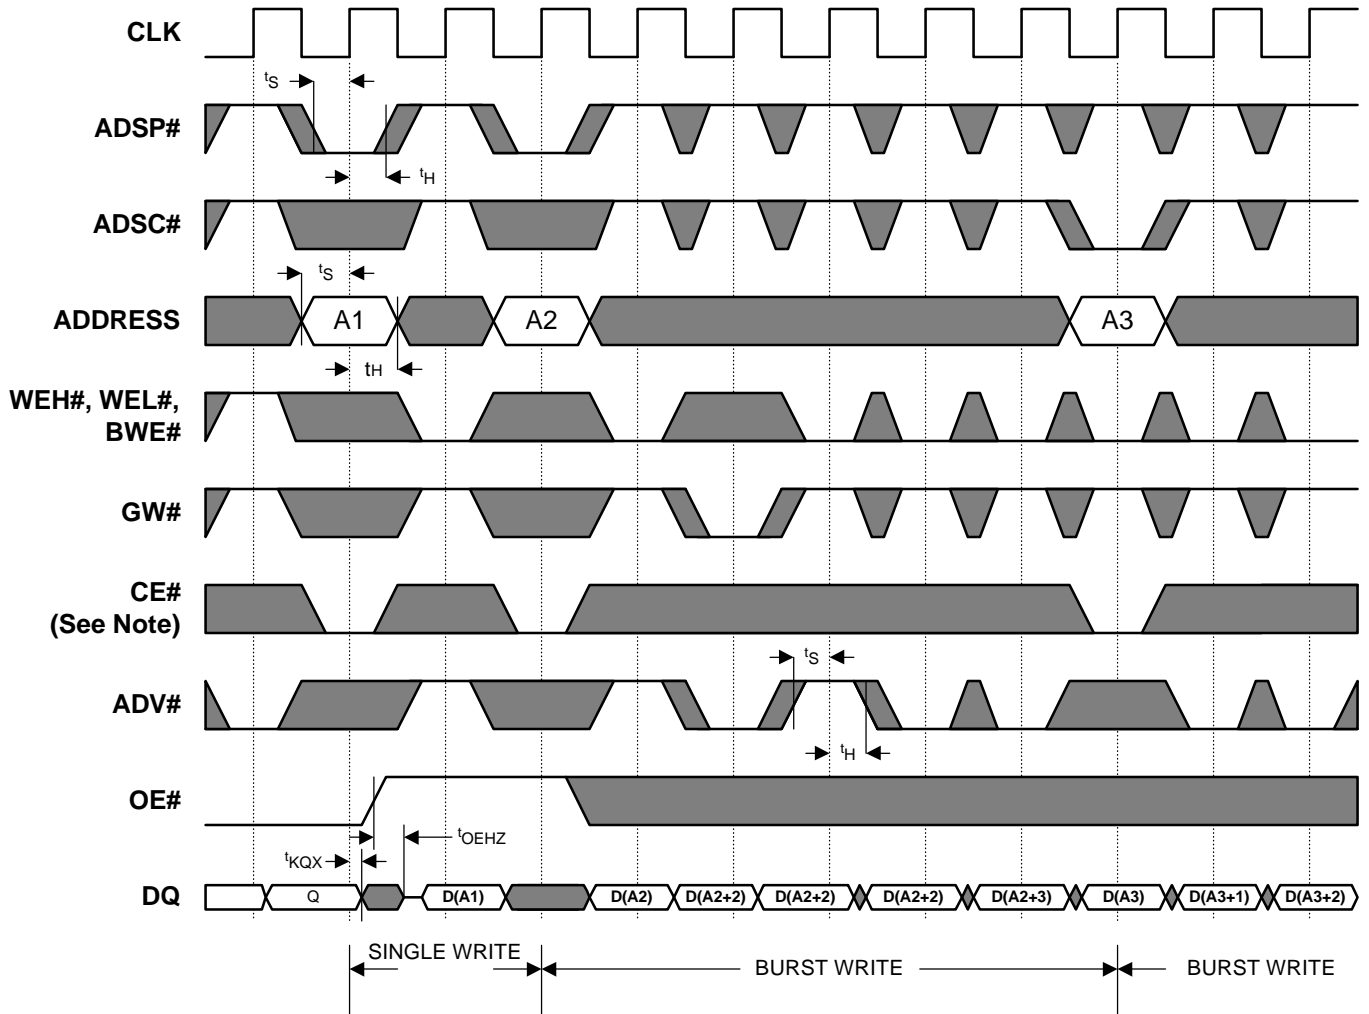 CLK
tS
ADSP#
tH
ADSC#
tS
ADDRESS
A1
A2
A3
tH
WEH#, WEL#,
BWE#
GW#
CE#
(See Note)
tS
ADV#
tH
OE#
tOEHZ
tKQX
DQ
Q
D(A1)
D(A2)
D(A2+2)
D(A2+2)
D(A2+2)
D(A2+3)
D(A3)
D(A3+1)
D(A3+2)
SINGLE WRITE
BURST WRITE
BURST WRITE